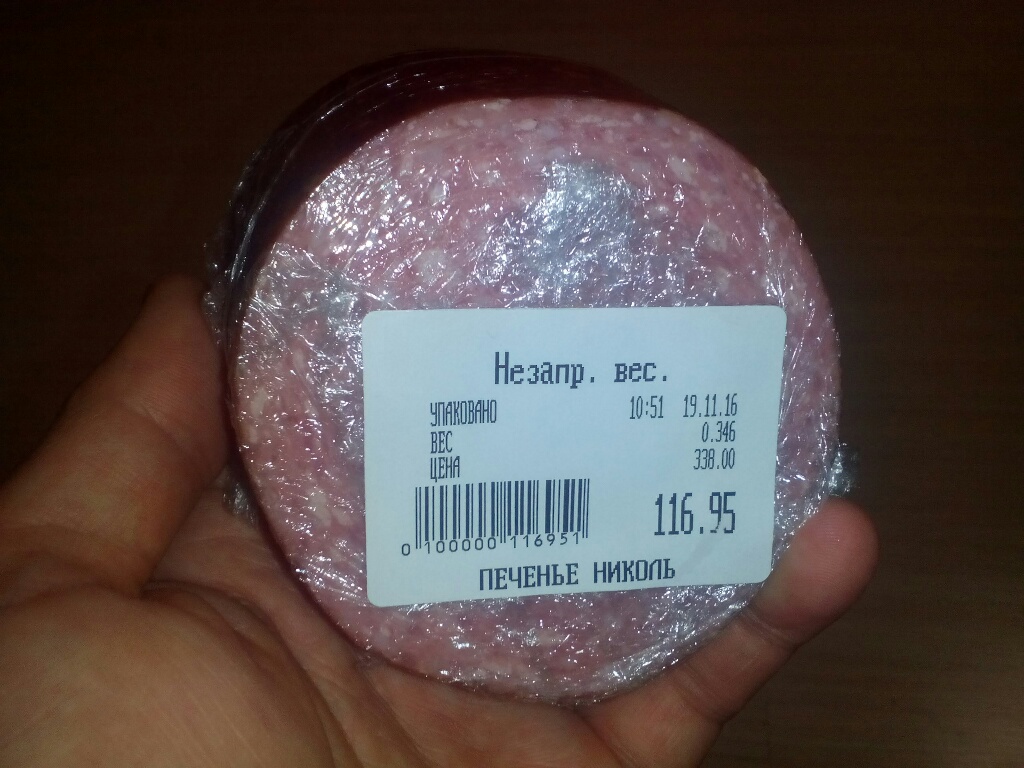 Незапр. вес.
УПАКОВАНО 10:51 19.11.16
ВЕС 0.346
ЦЕНА 338.00
116.95
0 100000 116951
ПЕЧЕНЬЕ НИКОЛЬ